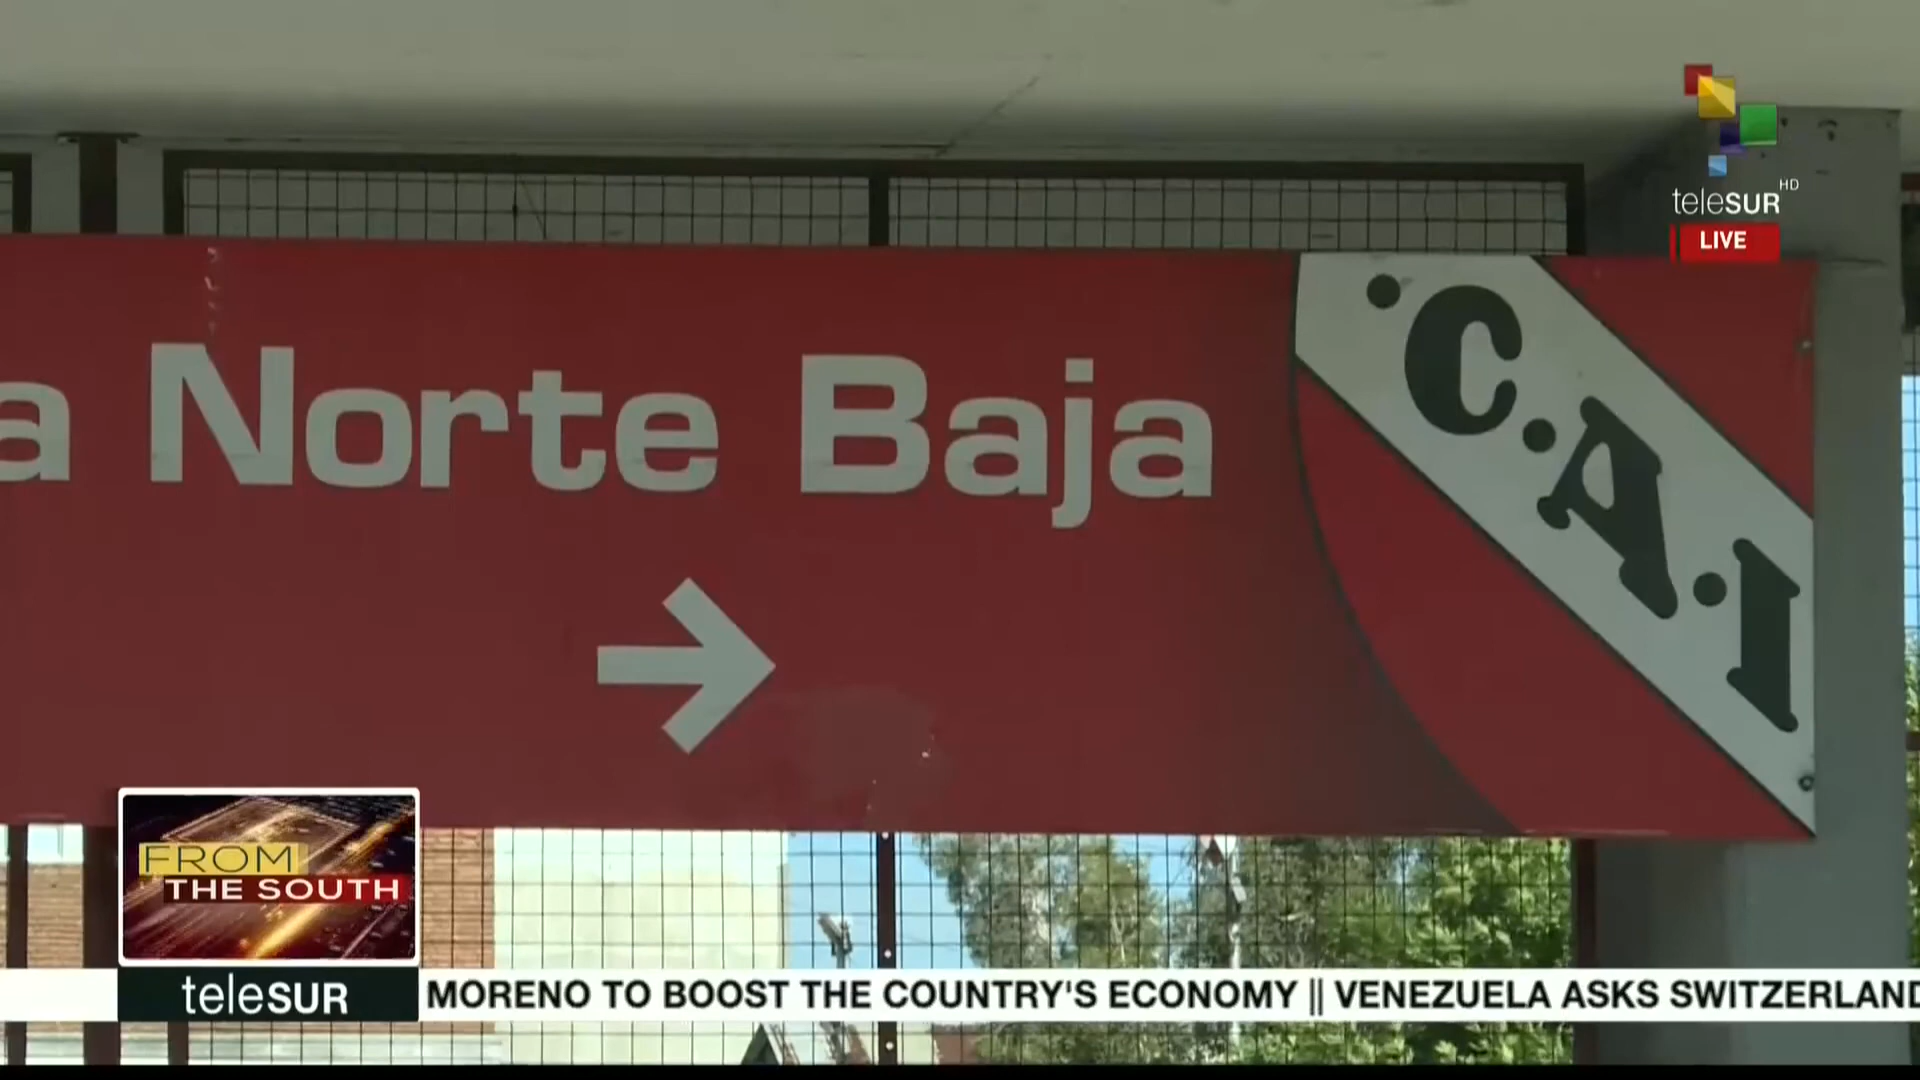 teleSUR HD
LIVE
a Norte Baja
.C.A.I
FROM
THE SOUTH
teleSUR
MORENO TO BOOST THE COUNTRY'S ECONOMY || VENEZUELA ASKS SWITZERLAND